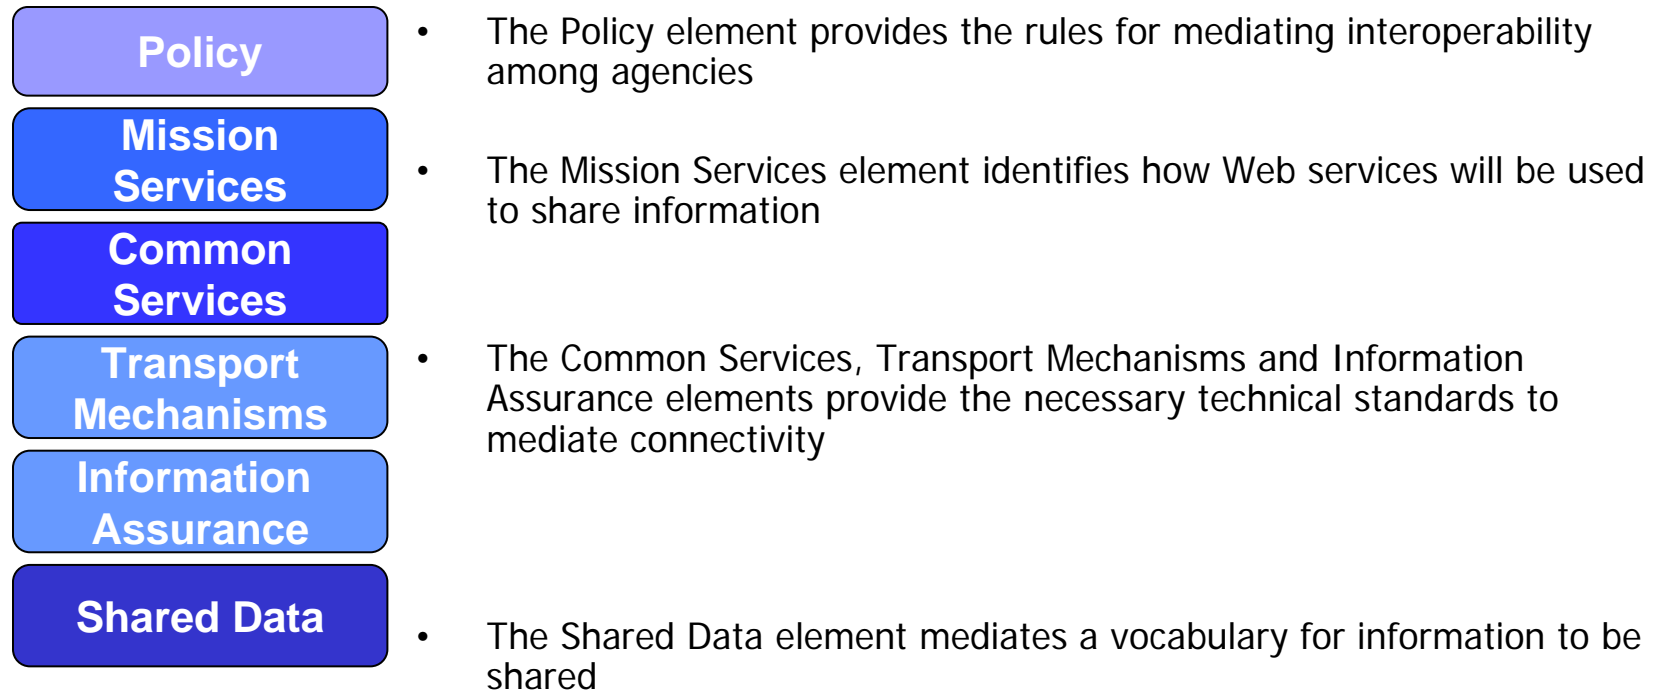 Policy
• The Policy element provides the rules for mediating interoperability
among agencies
Mission
Services
• The Mission Services element identifies how Web services will be used
to share information
Common
Services
Transport
Mechanisms
• The Common Services, Transport Mechanisms and Information
Assurance elements provide the necessary technical standards to
mediate connectivity
Information
Assurance
Shared Data
• The Shared Data element mediates a vocabulary for information to be
shared